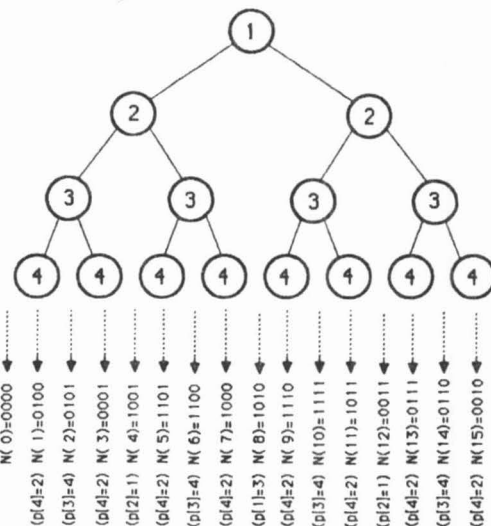 1
2 2
3 3 3 3
4 4 4 4 4 4 4 4
N( 0)=0000
(p[4]=2) N( 1)=0100
(p[3]=4) N( 2)=0101
(p[4]=2) N( 3)=0001
(p[2]=1) N( 4)=1001
(p[4]=2) N( 5)=1101
(p[3]=4) N( 6)=1100
(p[4]=2) N( 7)=1000
(p[1]=3) N( 8)=1010
(p[4]=2) N( 9)=1110
(p[3]=4) N(10)=1111
(p[4]=2) N(11)=1011
(p[2]=1) N(12)=0011
(p[4]=2) N(13)=0111
(p[3]=4) N(14)=0110
(p[4]=2) N(15)=0010